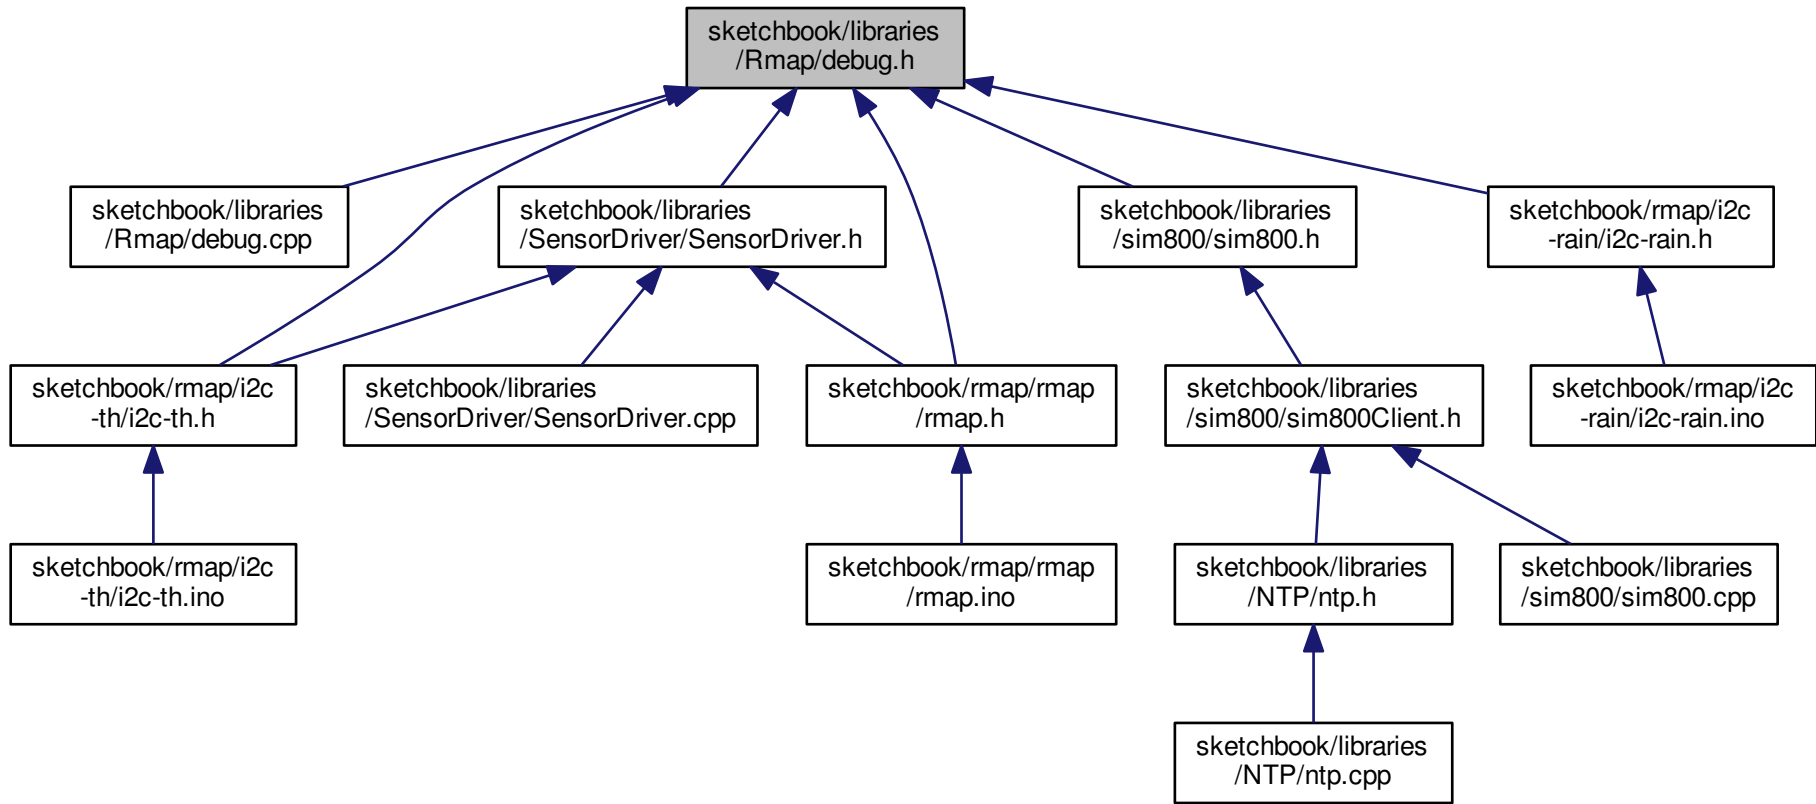 sketchbook/libraries
/Rmap/debug.h
sketchbook/libraries
/Rmap/debug.cpp
sketchbook/libraries
/SensorDriver/SensorDriver.h
sketchbook/libraries
/sim800/sim800.h
sketchbook/rmap/i2c
-rain/i2c-rain.h
sketchbook/rmap/i2c
-th/i2c-th.h
sketchbook/libraries
/SensorDriver/SensorDriver.cpp
sketchbook/rmap/rmap
/rmap.h
sketchbook/libraries
/sim800/sim800Client.h
sketchbook/rmap/i2c
-rain/i2c-rain.ino
sketchbook/rmap/i2c
-th/i2c-th.ino
sketchbook/rmap/rmap
/rmap.ino
sketchbook/libraries
/NTP/ntp.h
sketchbook/libraries
/sim800/sim800.cpp
sketchbook/libraries
/NTP/ntp.cpp